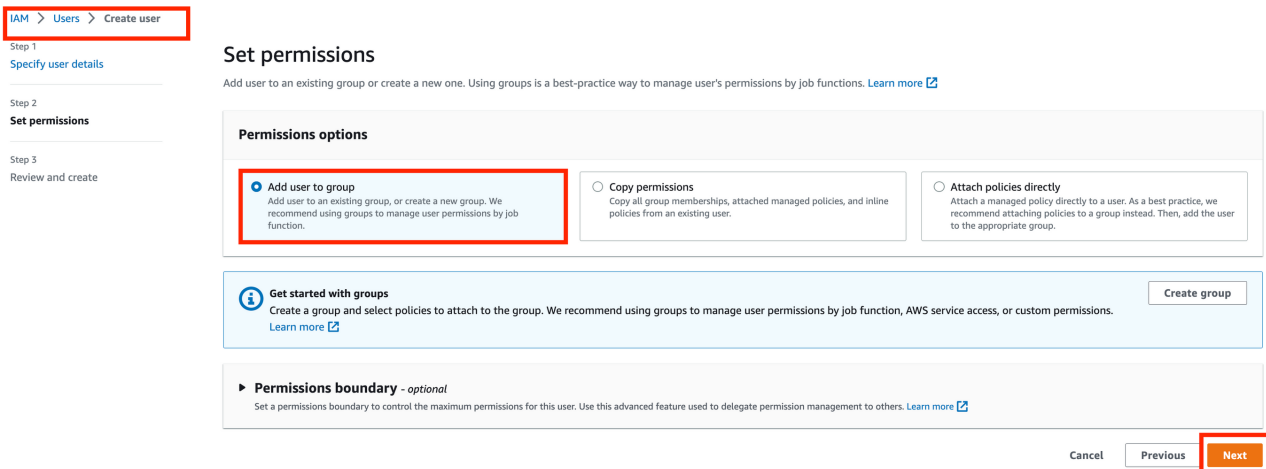 IAM > Users > Create user
Step 1
Specify user details
Step 2
Set permissions
Step 3
Review and create
Set permissions
Add user to an existing group or create a new one. Using groups is a best-practice way to manage user's permissions by job functions. Learn more
Permissions options
Add user to group
Add user to an existing group, or create a new group. We
recommend using groups to manage user permissions by job
function.
Copy permissions
Copy all group memberships, attached managed policies, and inline
policies from an existing user.
Attach policies directly
Attach a managed policy directly to a user. As a best practice, we
recommend attaching policies to a group instead. Then, add the user
to the appropriate group.
Get started with groups
Create a group and select policies to attach to the group. We recommend using groups to manage user permissions by job function, AWS service access, or custom permissions.
Learn more
Create group
Permissions boundary - optional
Set a permissions boundary to control the maximum permissions for this user. Use this advanced feature used to delegate permission management to others. Learn more
Cancel
Previous
Next